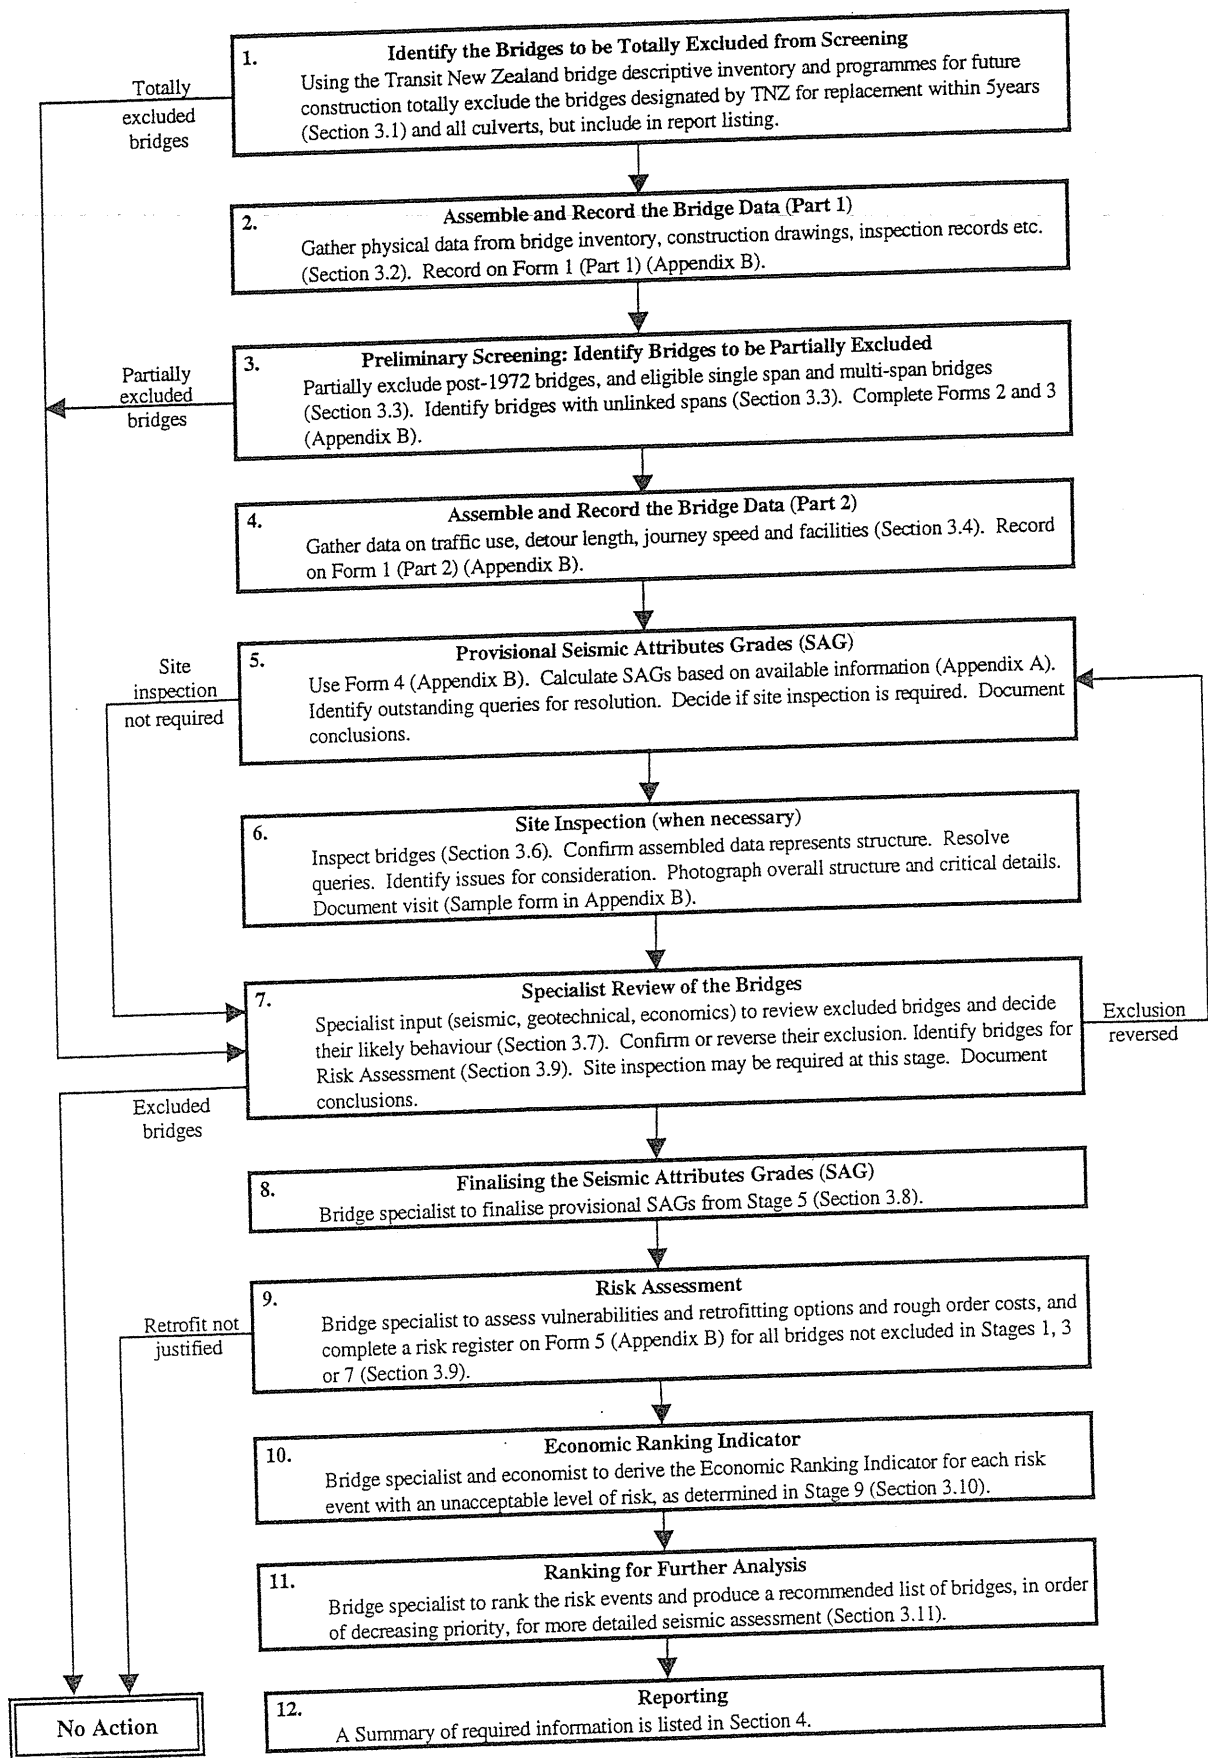 1. Identify the Bridges to be Totally Excluded from Screening
Using the Transit New Zealand bridge descriptive inventory and programmes for future
construction totally exclude the bridges designated by TNZ for replacement within 5years
(Section 3.1) and all culverts, but include in report listing.
Totally
excluded
bridges
2. Assemble and Record the Bridge Data (Part 1)
Gather physical data from bridge inventory, construction drawings, inspection records etc.
(Section 3.2). Record on Form 1 (Part 1) (Appendix B).
3. Preliminary Screening: Identify Bridges to be Partially Excluded
Partially exclude post-1972 bridges, and eligible single span and multi-span bridges
(Section 3.3). Identify bridges with unlinked spans (Section 3.3). Complete Forms 2 and 3
(Appendix B).
Partially
excluded
bridges
4. Assemble and Record the Bridge Data (Part 2)
Gather data on traffic use, detour length, journey speed and facilities (Section 3.4). Record
on Form 1 (Part 2) (Appendix B).
5. Provisional Seismic Attributes Grades (SAG)
Use Form 4 (Appendix B). Calculate SAGs based on available information (Appendix A).
Identify outstanding queries for resolution. Decide if site inspection is required. Document
conclusions.
Site
inspection
not required
6. Site Inspection (when necessary)
Inspect bridges (Section 3.6). Confirm assembled data represents structure. Resolve
queries. Identify issues for consideration. Photograph overall structure and critical details.
Document visit (Sample form in Appendix B).
7. Specialist Review of the Bridges
Specialist input (seismic, geotechnical, economics) to review excluded bridges and decide
their likely behaviour (Section 3.7). Confirm or reverse their exclusion. Identify bridges for
Risk Assessment (Section 3.9). Site inspection may be required at this stage. Document
conclusions.
Exclusion
reversed
Excluded
bridges
8. Finalising the Seismic Attributes Grades (SAG)
Bridge specialist to finalise provisional SAGs from Stage 5 (Section 3.8).
9. Risk Assessment
Bridge specialist to assess vulnerabilities and retrofitting options and rough order costs, and
complete a risk register on Form 5 (Appendix B) for all bridges not excluded in Stages 1, 3
or 7 (Section 3.9).
Retrofit not
justified
10. Economic Ranking Indicator
Bridge specialist and economist to derive the Economic Ranking Indicator for each risk
event with an unacceptable level of risk, as determined in Stage 9 (Section 3.10).
11. Ranking for Further Analysis
Bridge specialist to rank the risk events and produce a recommended list of bridges, in order
of decreasing priority, for more detailed seismic assessment (Section 3.11).
12. Reporting
A Summary of required information is listed in Section 4.
No Action